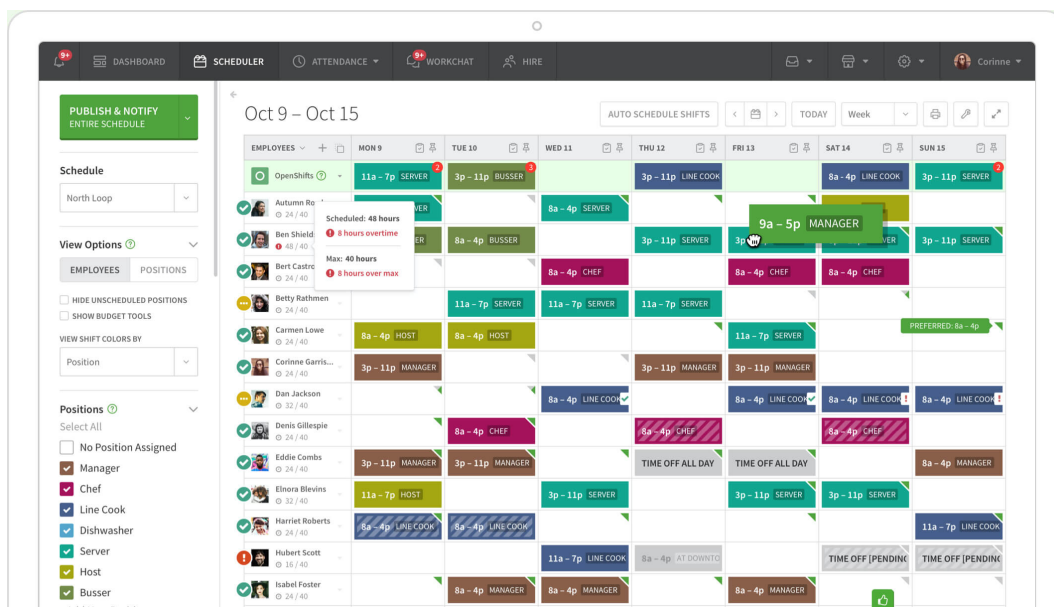 9+
DASHBOARD
SCHEDULER
ATTENDANCE
9+
WORKCHAT
HIRE
Corinne
PUBLISH & NOTIFY
ENTIRE SCHEDULE
Oct 9 – Oct 15
AUTO SCHEDULE SHIFTS
TODAY
Week
Schedule
North Loop
View Options
EMPLOYEES POSITIONS
HIDE UNSCHEDULED POSITIONS
SHOW BUDGET TOOLS
VIEW SHIFT COLORS BY
Position
Positions
Select All
No Position Assigned
Manager
Chef
Line Cook
Dishwasher
Server
Host
Busser
EMPLOYEES MON 9 TUE 10 WED 11 THU 12 FRI 13 SAT 14 SUN 15
OpenShifts 11a – 7p SERVER 2 3p – 11p BUSSER 3 3p – 11p LINE COOK 8a - 4p LINE COOK 3p – 11p SERVER 2
Autumn
24 / 40
8a – 4p SERVER
Scheduled: 48 hours
8 hours overtime
Max: 40 hours
8 hours over max
9a – 5p MANAGER
Ben Shield
48 / 40
8a – 4p BUSSER 3p – 11p SERVER 3p – 11p SERVER
Bert Castro
24 / 40
8a – 4p CHEF 8a – 4p CHEF 8a – 4p CHEF
Betty Rathmen
24 / 40
11a – 7p SERVER 11a – 7p SERVER 11a – 7p SERVER
Carmen Lowe
24 / 40
8a – 4p HOST 8a – 4p HOST 11a – 7p SERVER
PREFERRED: 8a – 4p
Corinne Garris...
24 / 40
3p – 11p MANAGER 3p – 11p MANAGER 3p – 11p MANAGER
Dan Jackson
32 / 40
8a – 4p LINE COOK 8a – 4p LINE COOK 8a – 4p LINE COOK 8a – 4p LINE COOK
Denis Gillespie
24 / 40
8a – 4p CHEF 8a – 4p CHEF 8a – 4p CHEF
Eddie Combs
24 / 40
3p – 11p MANAGER 3p – 11p MANAGER TIME OFF ALL DAY TIME OFF ALL DAY 8a – 4p MANAGER
Elnora Blevins
32 / 40
11a – 7p HOST 3p – 11p SERVER 3p – 11p SERVER 3p – 11p SERVER
Harriet Roberts
24 / 40
8a – 4p LINE COOK 8a – 4p LINE COOK 11a – 7p LINE COOK
Hubert Scott
16 / 40
11a – 7p LINE COOK 8a – 4p AT DOWNTO TIME OFF [PENDING TIME OFF [PENDING
Isabel Foster
24 / 40
8a – 4p MANAGER 8a – 4p MANAGER 8a – 4p MANAGER